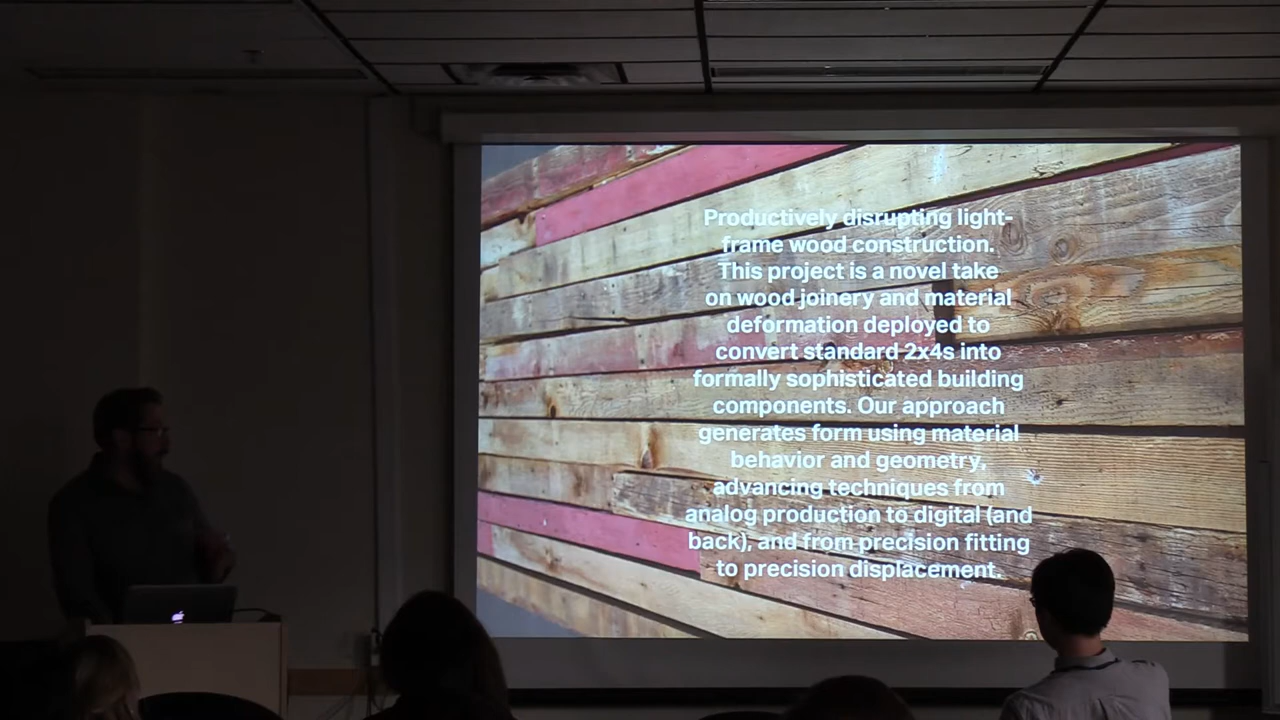 Productively disrupting light-
frame wood construction.
This project is a novel take
on wood joinery and material
deformation deployed to
convert standard 2x4s into
formally sophisticated building
components. Our approach
generates form using material
behavior and geometry,
advancing techniques from
analog production to digital (and
back), and from precision fitting
to precision displacement.